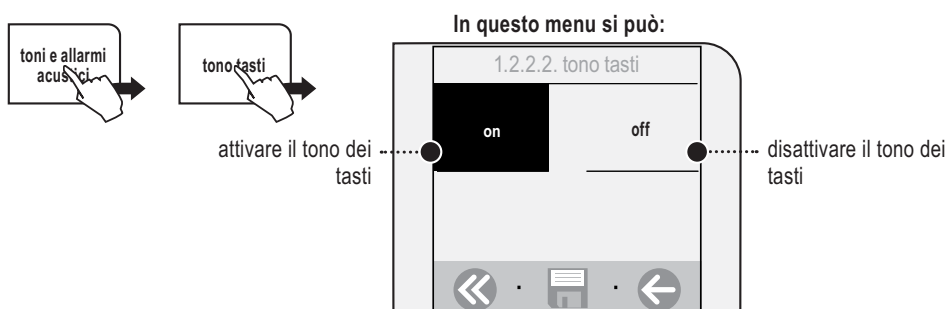 In questo menu si può:
toni e allarmi
acustici
tono tasti
1.2.2.2. tono tasti
on
off
attivare il tono dei
tasti
disattivare il tono dei
tasti